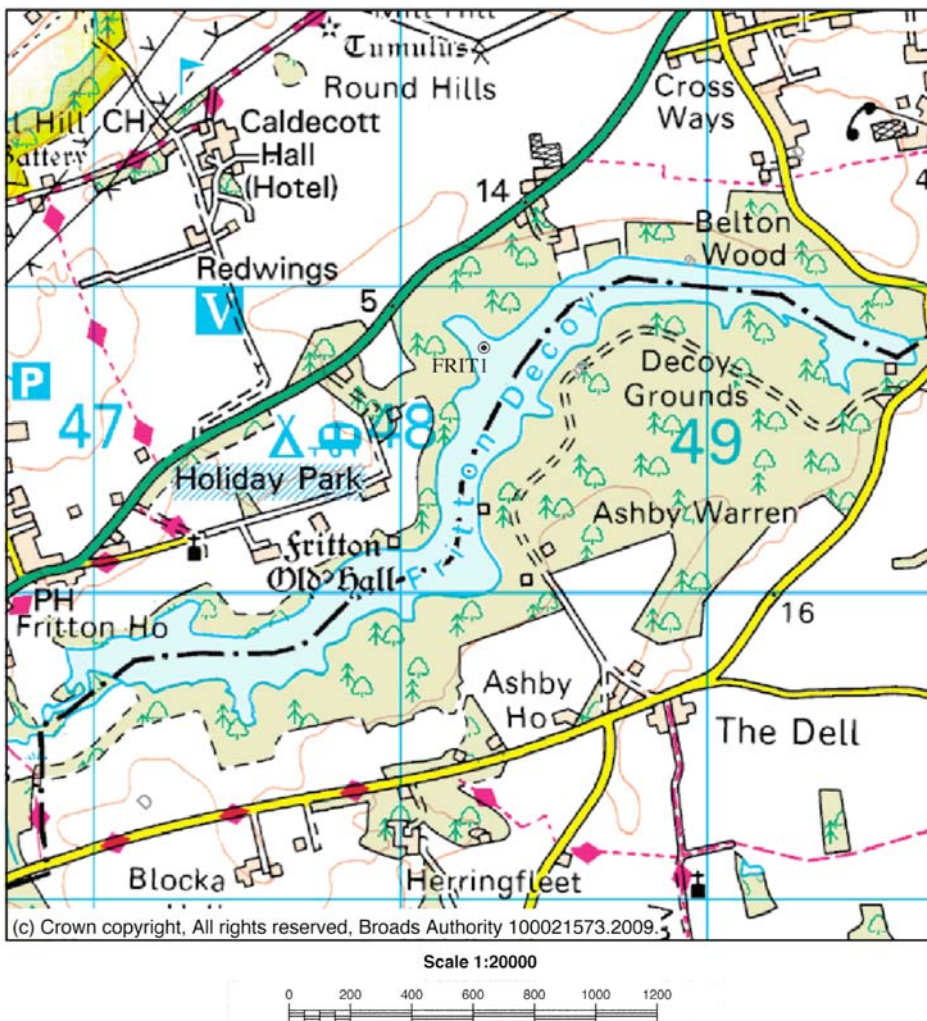 Tumulus
Round Hills
Cross
Ways
Hill
CH
Battery
Caldecott
Hall
(Hotel)
14
4
Belton
Wood
20
Redwings
V
5
FRIT1
Fritton Decoy
Decoy
Grounds
P
47
48
49
Holiday Park
Ashby Warren
Fritton
Old Hall
PH
Fritton Ho
16
Ashby
Ho
The Dell
Blocka
Herringfleet
(c) Crown copyright, All rights reserved, Broads Authority 100021573.2009.
Scale 1:20000
0 200 400 600 800 1000 1200